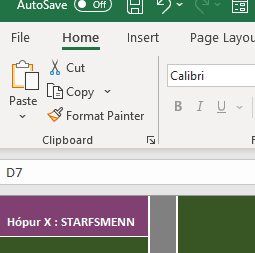 AutoSave Off
File Home Insert Page Layou
Paste
Cut
Copy
Format Painter
Calibri
B I U
Clipboard
D7
Hópur X : STARFSMENN